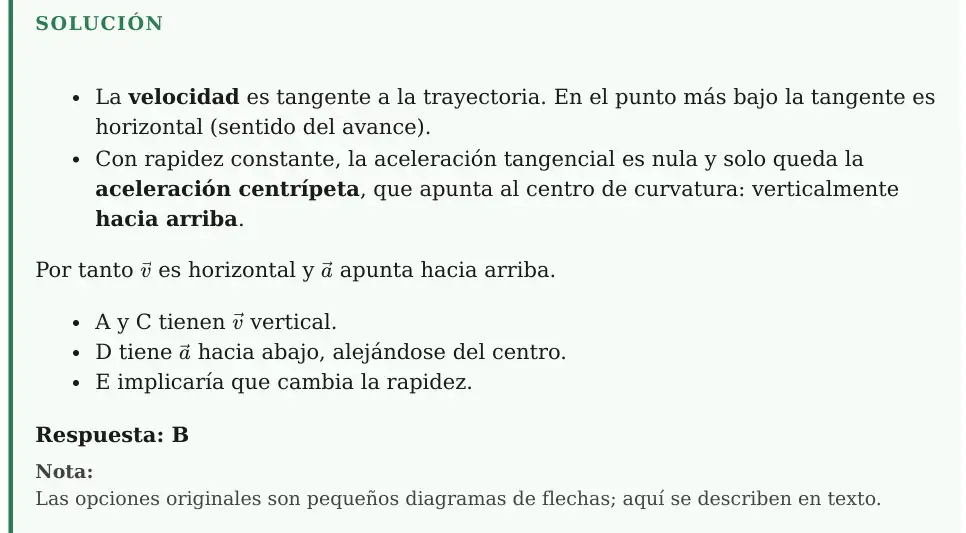 SOLUCIÓN
• La velocidad es tangente a la trayectoria. En el punto más bajo la tangente es
horizontal (sentido del avance).
• Con rapidez constante, la aceleración tangencial es nula y solo queda la
aceleración centrípeta, que apunta al centro de curvatura: verticalmente
hacia arriba.
Por tanto v⃗ es horizontal y a⃗ apunta hacia arriba.
• A y C tienen v⃗ vertical.
• D tiene a⃗ hacia abajo, alejándose del centro.
• E implicaría que cambia la rapidez.
Respuesta: B
Nota:
Las opciones originales son pequeños diagramas de flechas; aquí se describen en texto.